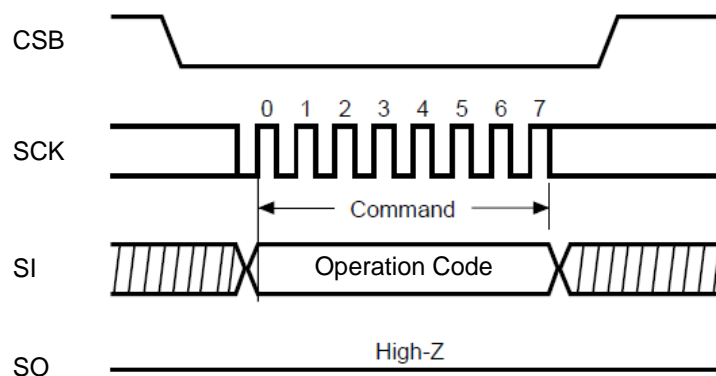 CSB
0 1 2 3 4 5 6 7
SCK
Command
SI
Operation Code
High-Z
SO